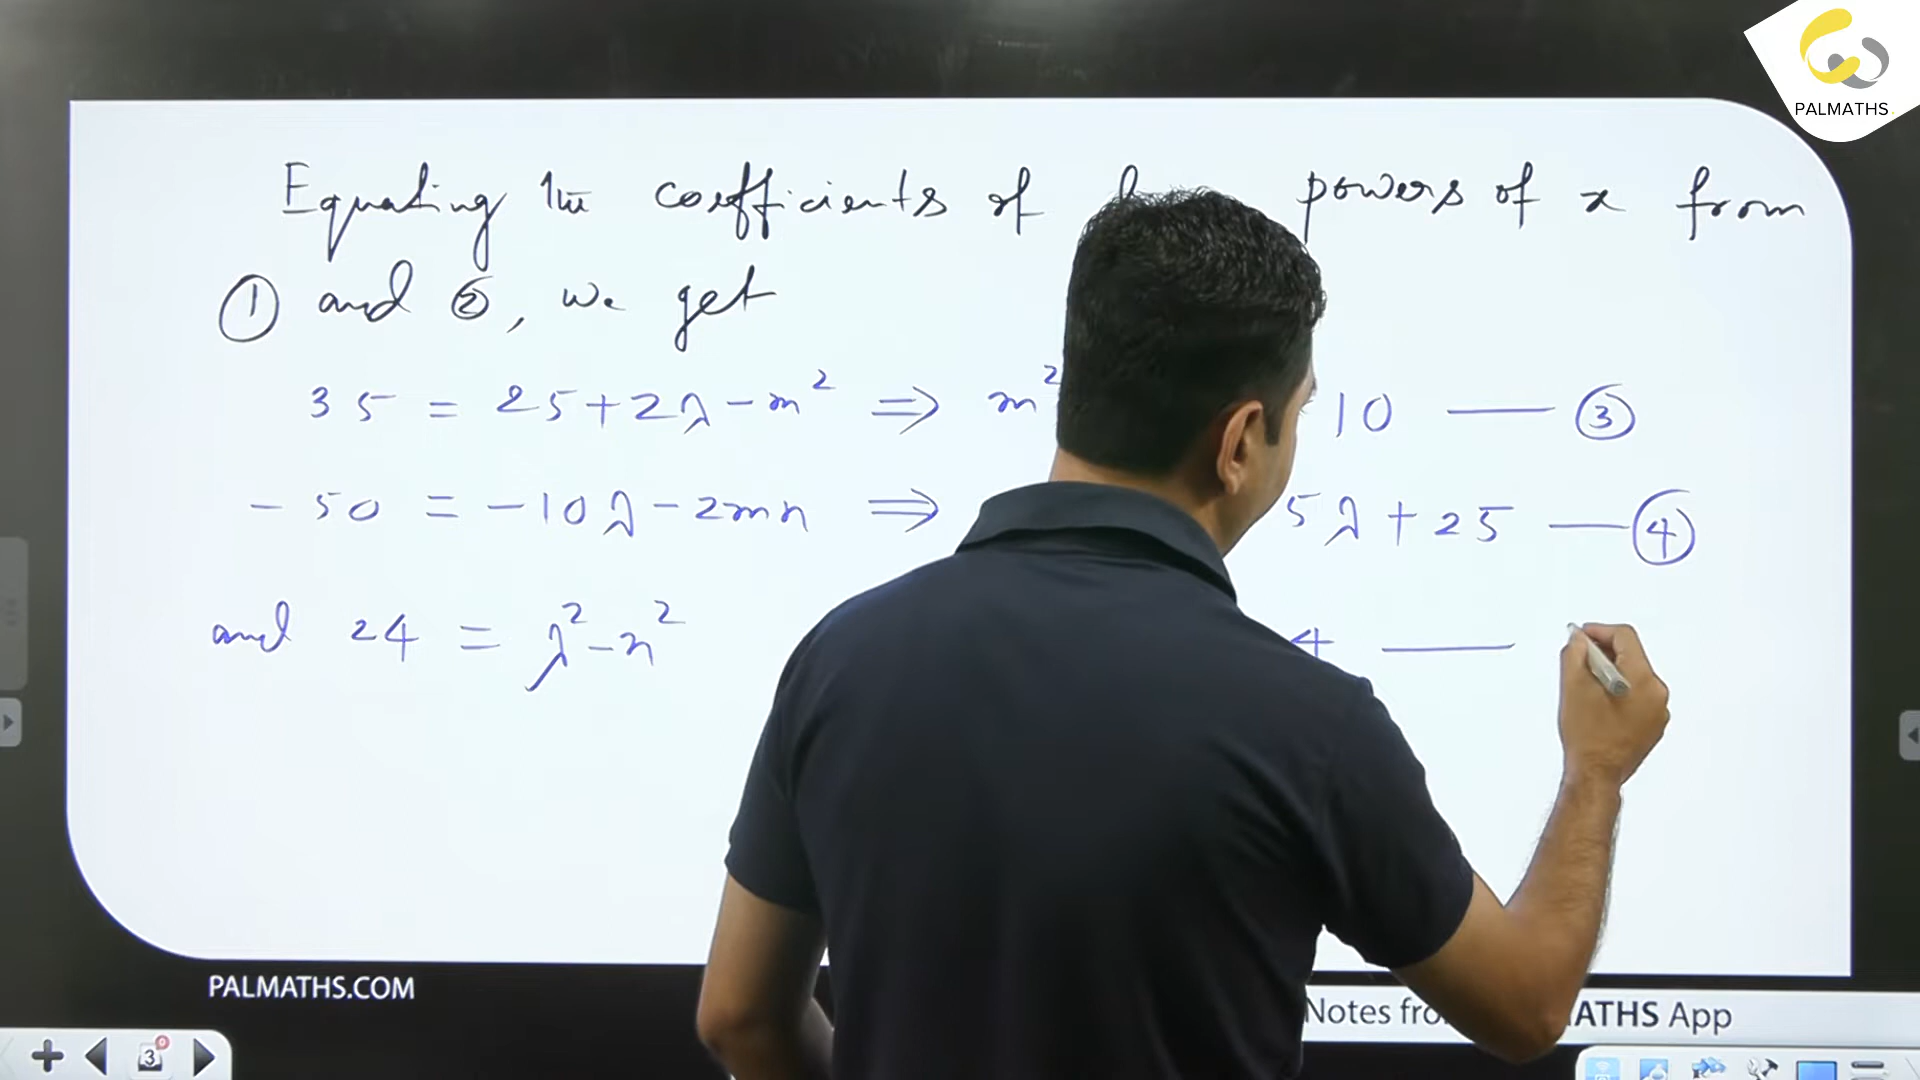 PALMATHS.
Equating the coefficients of powers of x from
① and ②, we get
35 = 25+2λ-m² ⇒ m² 10 — ③
-50 = -10λ-2mn ⇒ 5λ+25 — ④
and 24 = λ²-n² 4 —
PALMATHS.COM
Notes ATHS App
3
0